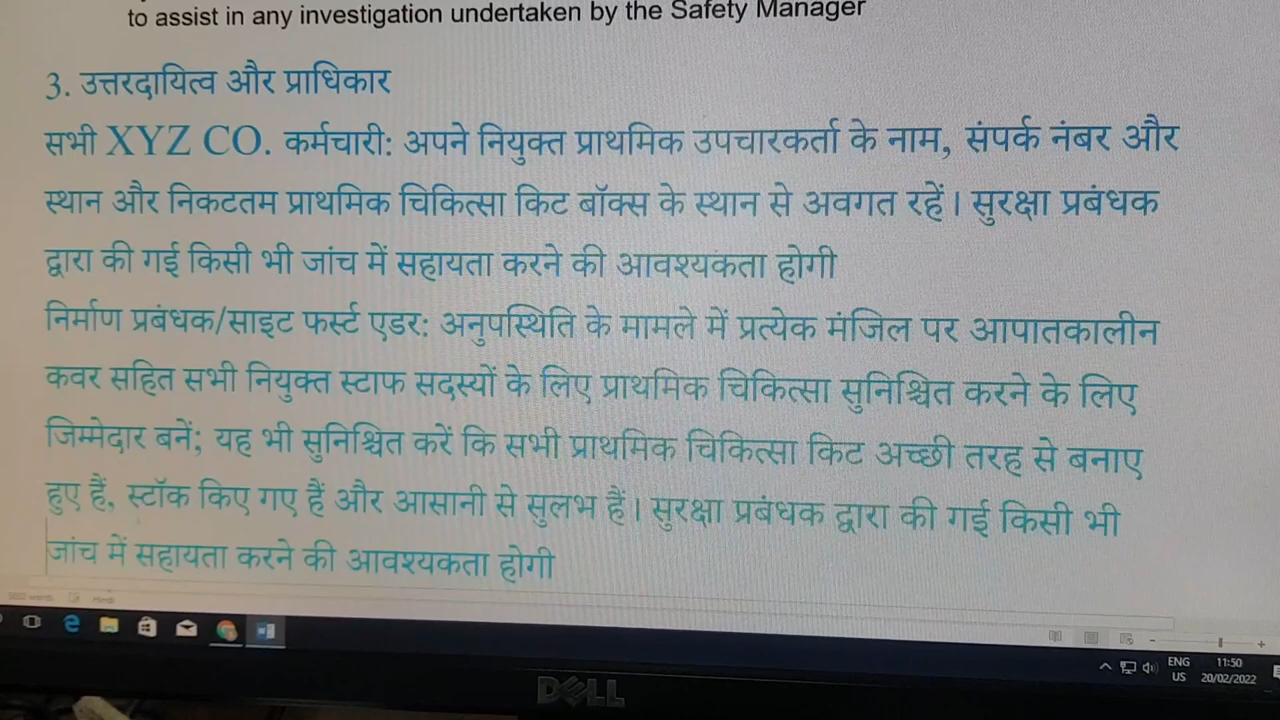 to assist in any investigation undertaken by the Safety Manager
3. उत्तरदायित्व और प्राधिकार
सभी XYZ CO. कर्मचारी: अपने नियुक्त प्राथमिक उपचारकर्ता के नाम, संपर्क नंबर और
स्थान और निकटतम प्राथमिक चिकित्सा किट बॉक्स के स्थान से अवगत रहें। सुरक्षा प्रबंधक
द्वारा की गई किसी भी जांच में सहायता करने की आवश्यकता होगी
निर्माण प्रबंधक/साइट फर्स्ट एडर: अनुपस्थिति के मामले में प्रत्येक मंजिल पर आपातकालीन
कवर सहित सभी नियुक्त स्टाफ सदस्यों के लिए प्राथमिक चिकित्सा सुनिश्चित करने के लिए
जिम्मेदार बनें; यह भी सुनिश्चित करें कि सभी प्राथमिक चिकित्सा किट अच्छी तरह से बनाए
हुए हैं, स्टॉक किए गए हैं और आसानी से सुलभ हैं। सुरक्षा प्रबंधक द्वारा की गई किसी भी
जांच में सहायता करने की आवश्यकता होगी
words Hindi
ENG 11:50
US 20/02/2022
DELL